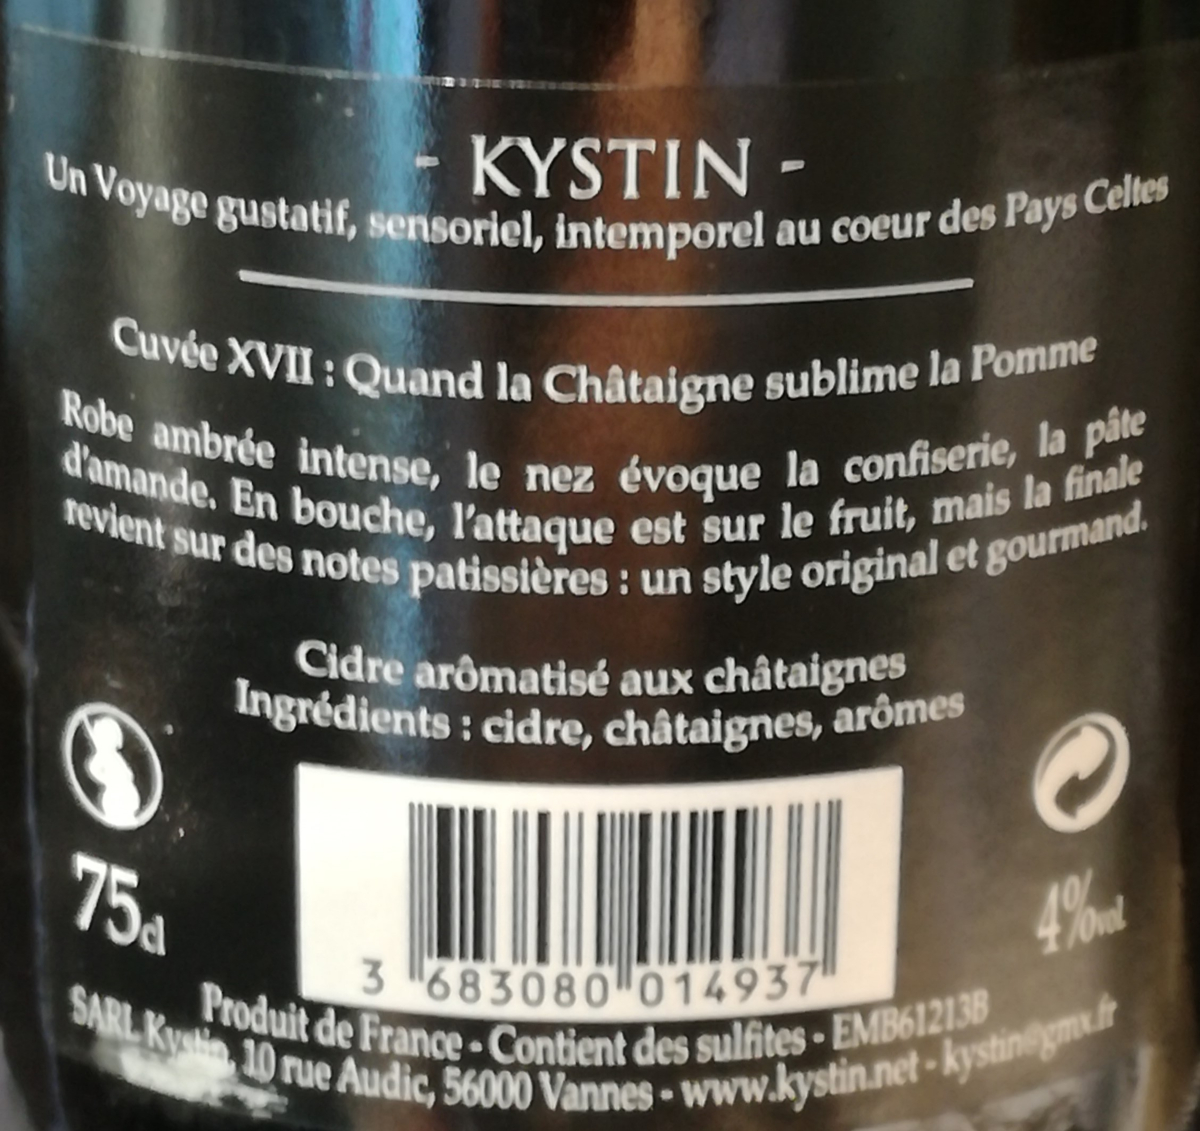 - KYSTIN -
Un Voyage gustatif, sensoriel, intemporel au coeur des Pays Celtes
Cuvée XVII : Quand la Châtaigne sublime la Pomme
Robe ambrée intense, le nez évoque la confiserie, la pâte
d'amande. En bouche, l'attaque est sur le fruit, mais la finale
revient sur des notes patissières : un style original et gourmand.
Cidre arômatisé aux châtaignes
Ingrédients : cidre, châtaignes, arômes
75cl
4%vol
3 683080 014937
Produit de France - Contient des sulfites - EMB61213B
SARL Kystin, 10 rue Audic, 56000 Vannes - www.kystin.net - kystin@gmx.fr